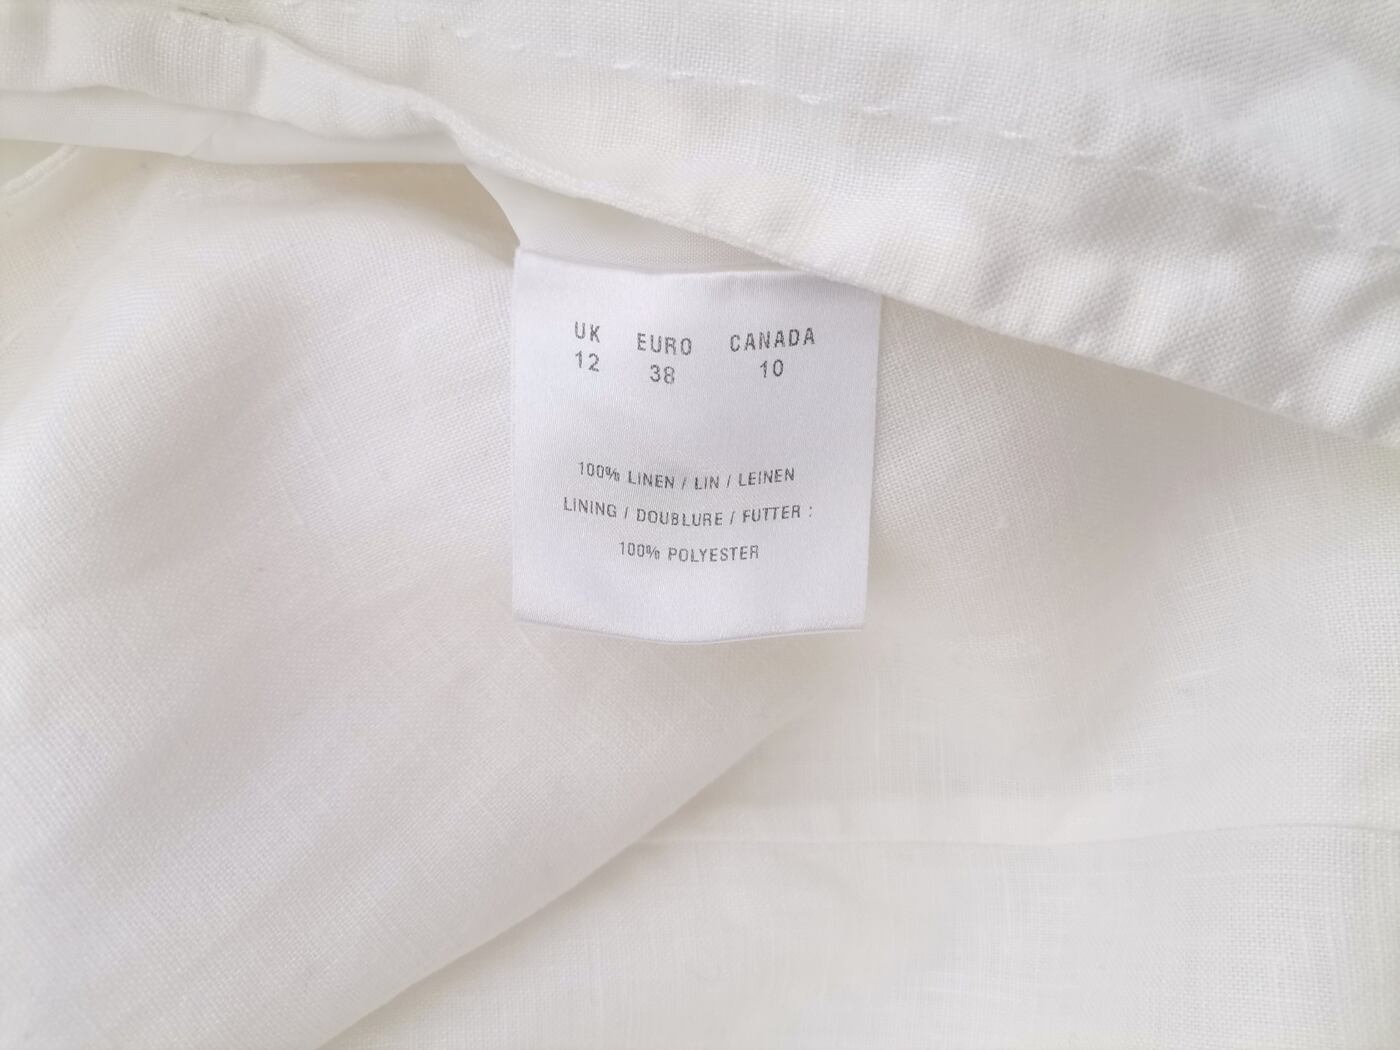 UK EURO CANADA
12 38 10
100% LINEN / LIN / LEINEN
LINING / DOUBLURE / FUTTER :
100% POLYESTER